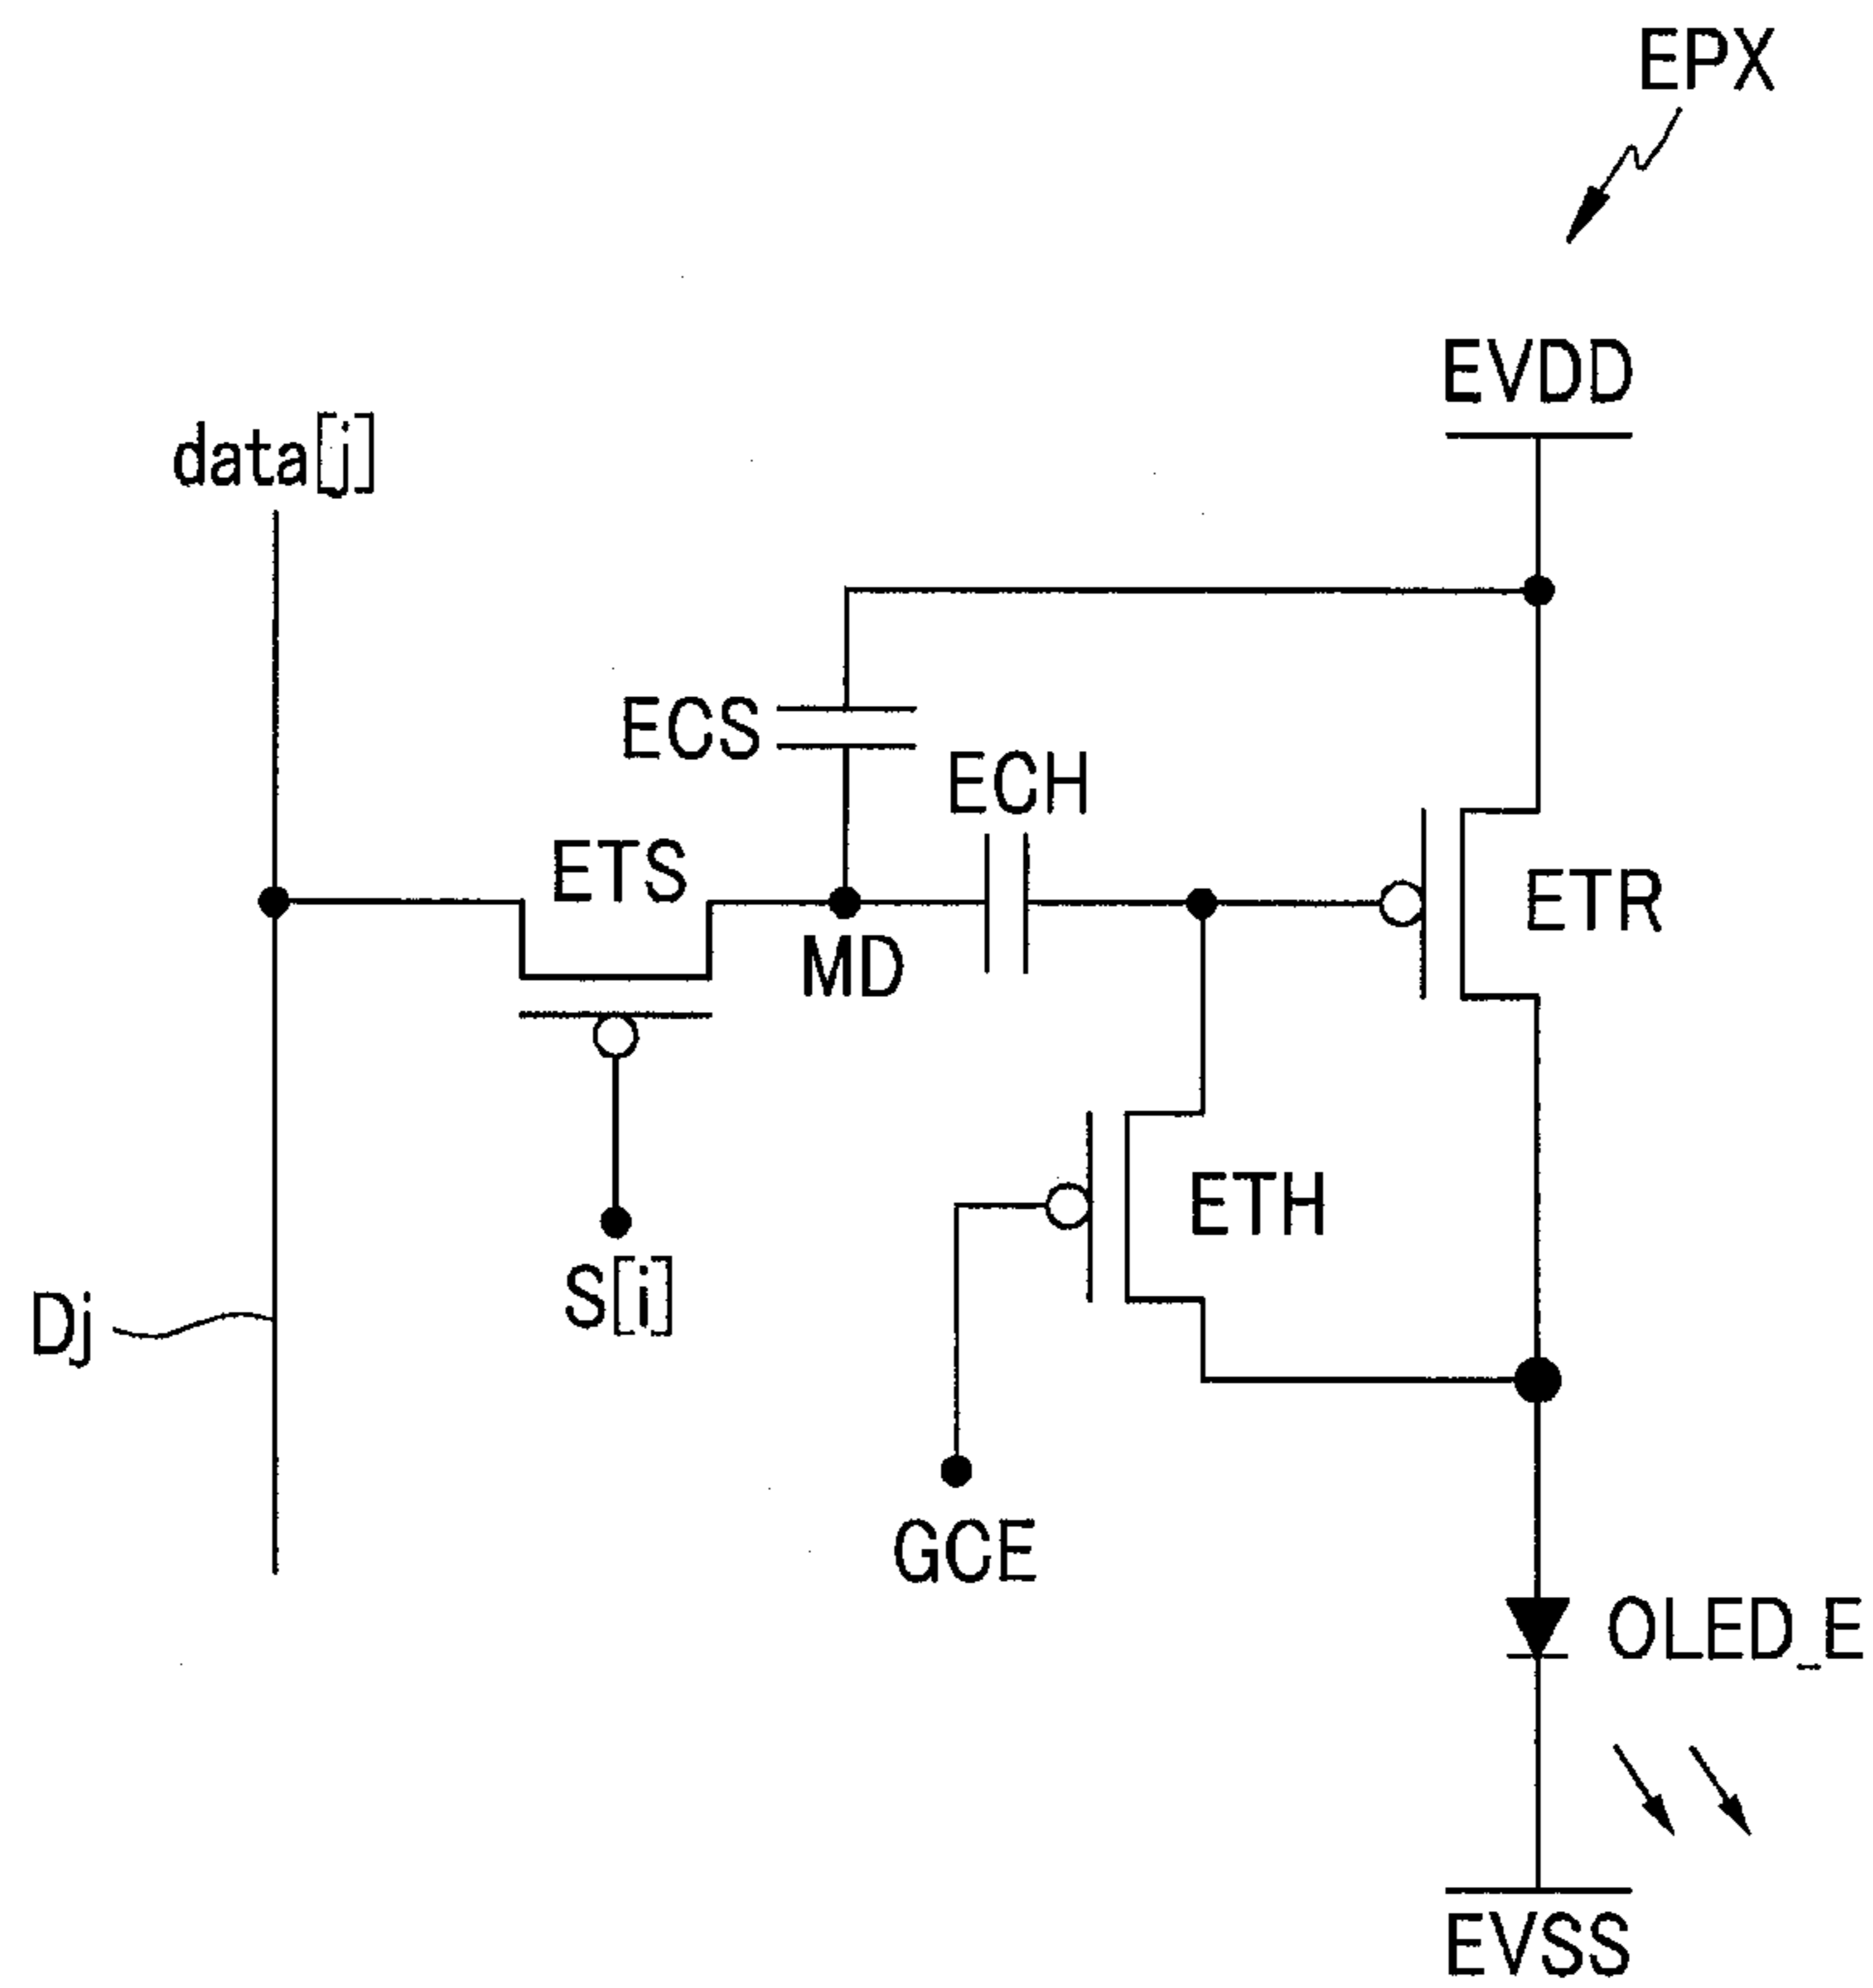 EPX
EVDD
data[j]
ECS
ECH
ETS
ETR
MD
ETH
S[i]
Dj
GCE
OLED_E
EVSS